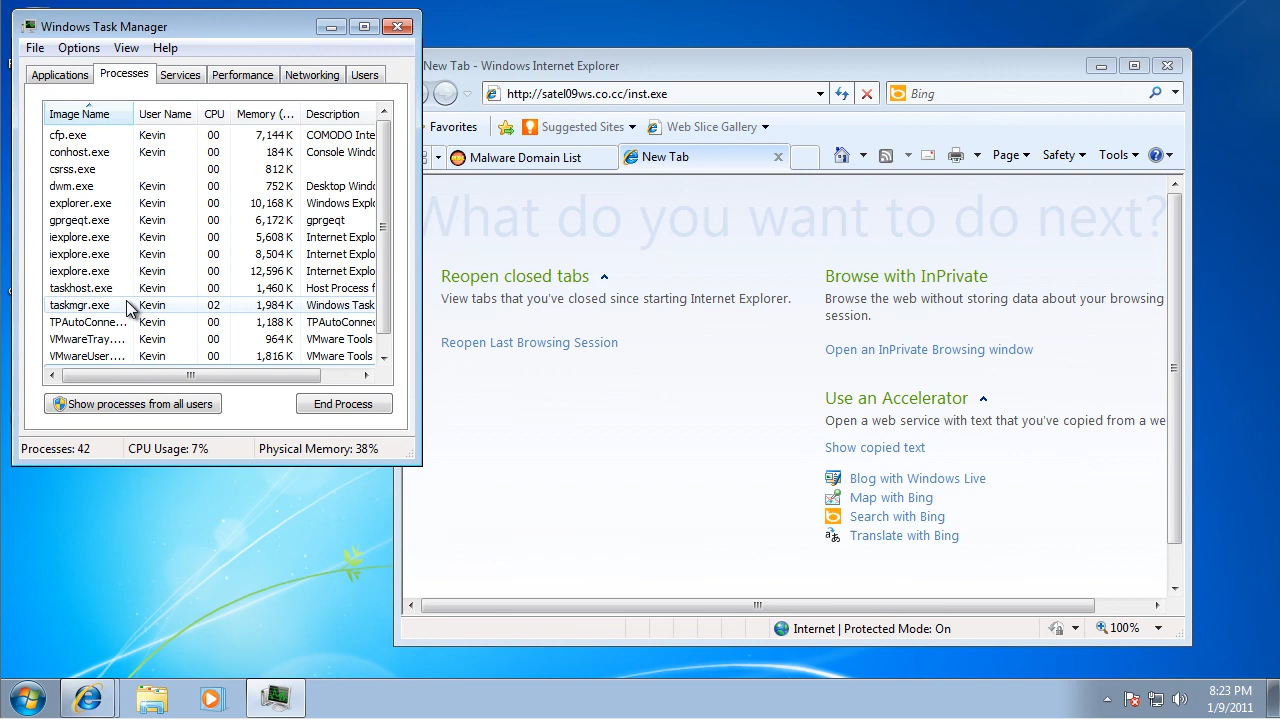 Windows Task Manager
File Options View Help
Applications Processes Services Performance Networking Users
Image Name User Name CPU Memory (... Description
cfp.exe Kevin 00 7,144 K COMODO Inte
conhost.exe Kevin 00 184 K Console Wind
csrss.exe 00 812 K
dwm.exe Kevin 00 752 K Desktop Wind
explorer.exe Kevin 00 10,168 K Windows Expl
gprgeqt.exe Kevin 00 6,172 K gprgeqt
iexplore.exe Kevin 00 5,608 K Internet Explo
iexplore.exe Kevin 00 8,504 K Internet Explo
iexplore.exe Kevin 00 12,596 K Internet Explo
taskhost.exe Kevin 00 1,460 K Host Process f
taskmgr.exe Kevin 02 1,984 K Windows Task
TPAutoConne... Kevin 00 1,188 K TPAutoConnec
VMwareTray.... Kevin 00 964 K VMware Tools
VMwareUser.... Kevin 00 1,816 K VMware Tools
Show processes from all users End Process
Processes: 42 CPU Usage: 7% Physical Memory: 38%
New Tab - Windows Internet Explorer
http://satel09ws.co.cc/inst.exe Bing
Favorites Suggested Sites Web Slice Gallery
Malware Domain List New Tab Page Safety Tools
What do you want to do next?
Reopen closed tabs
View tabs that you've closed since starting Internet Explorer.
Reopen Last Browsing Session
Browse with InPrivate
Browse the web without storing data about your browsing
session.
Open an InPrivate Browsing window
Use an Accelerator
Open a web service with text that you've copied from a we
Show copied text
Blog with Windows Live
Map with Bing
Search with Bing
Translate with Bing
Internet | Protected Mode: On 100%
8:23 PM
1/9/2011